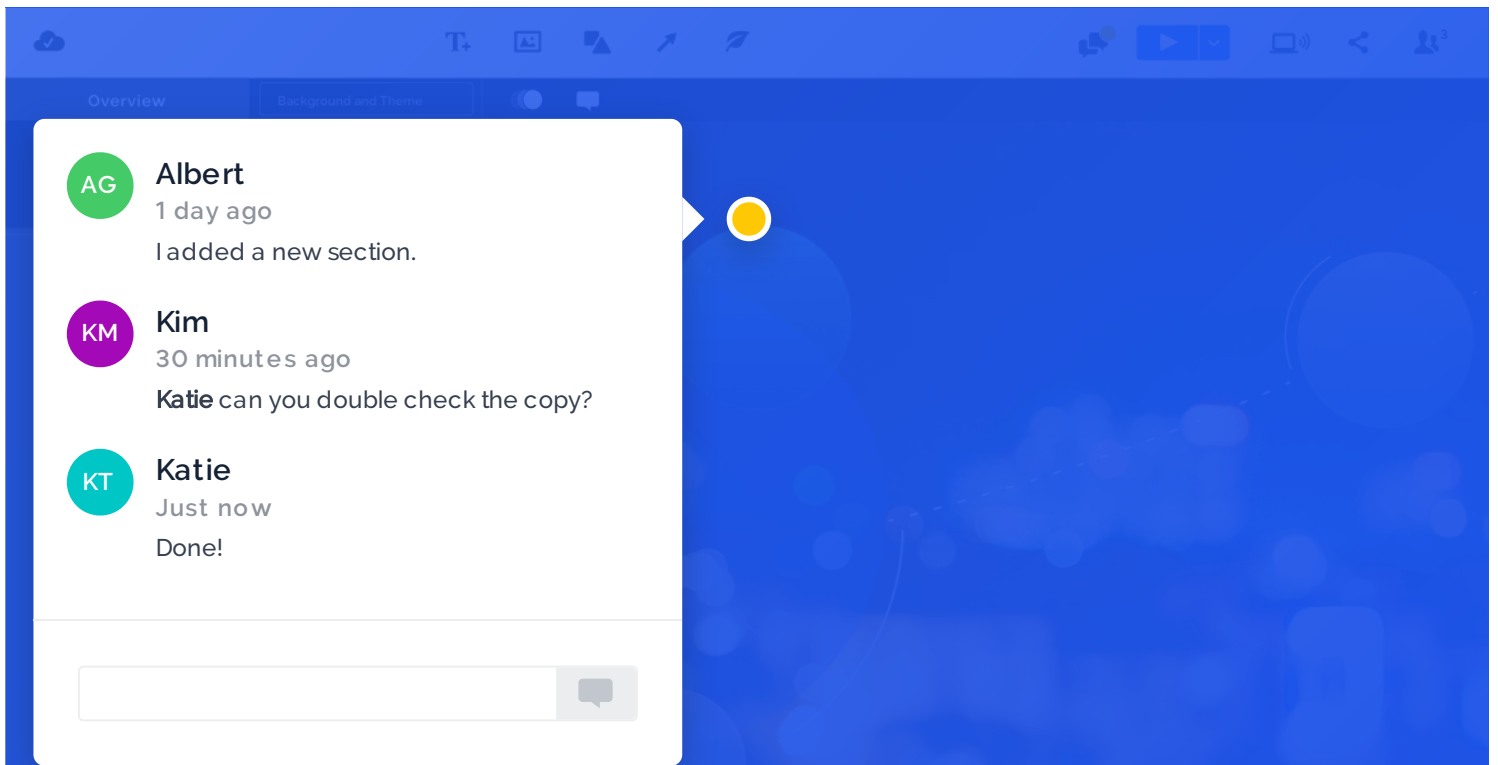 T+
3
Overview
Background and Theme
AG
Albert
1 day ago
I added a new section.
KM
Kim
30 minutes ago
Katie can you double check the copy?
KT
Katie
Just now
Done!